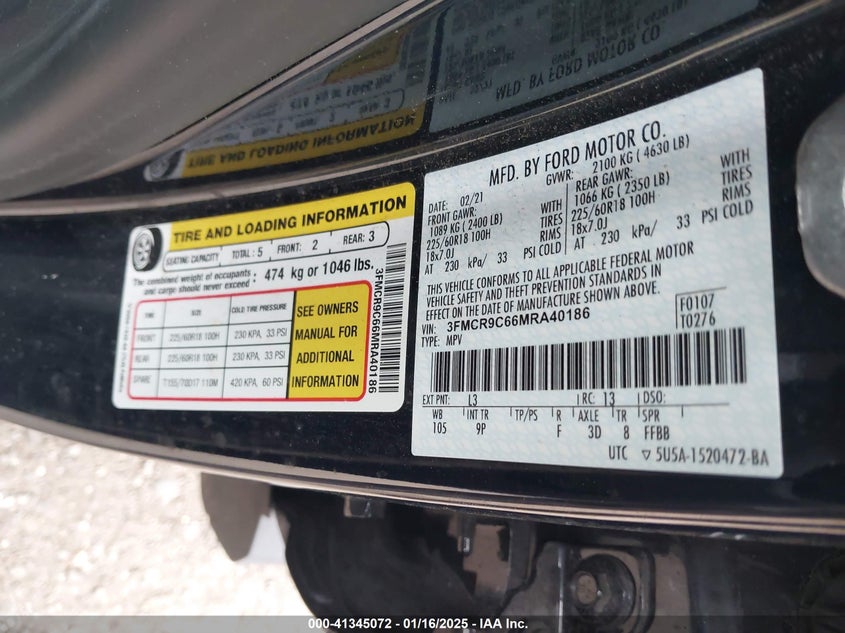 TIRE AND LOADING INFORMATION
SEATING CAPACITY TOTAL: 5 FRONT: 2 REAR: 3
The combined weight of occupants and cargo should never exceed: 474 kg or 1046 lbs.
TIRE SIZE COLD TIRE PRESSURE
FRONT 225/60R18 100H 230 KPA, 33 PSI
REAR 225/60R18 100H 230 KPA, 33 PSI
SPARE T155/70D17 110M 420 KPA, 60 PSI
SEE OWNERS
MANUAL FOR
ADDITIONAL
INFORMATION
3FMCR9C66MRA40186
MFD. BY FORD MOTOR CO.
DATE: 02/21 GVWR: 2100 KG ( 4630 LB)
FRONT GAWR: REAR GAWR:
1089 KG ( 2400 LB) WITH 1066 KG ( 2350 LB) WITH
225/60R18 100H TIRES 225/60R18 100H TIRES
18x7.0J RIMS 18x7.0J RIMS
AT 230 kPa/ 33 PSI COLD AT 230 kPa/ 33 PSI COLD
THIS VEHICLE CONFORMS TO ALL APPLICABLE FEDERAL MOTOR
VEHICLE SAFETY AND THEFT PREVENTION STANDARDS IN
EFFECT ON THE DATE OF MANUFACTURE SHOWN ABOVE.
VIN: 3FMCR9C66MRA40186 F0107
TYPE: MPV T0276
EXT PNT: L3 RC: 13 DSO:
WB INT TR TP/PS R AXLE TR SPR
105 9P F 3D 8 FFBB
UTC ▽ 5U5A-1520472-BA
000-41345072 - 01/16/2025 - 1:55 AM - IAA Inc.